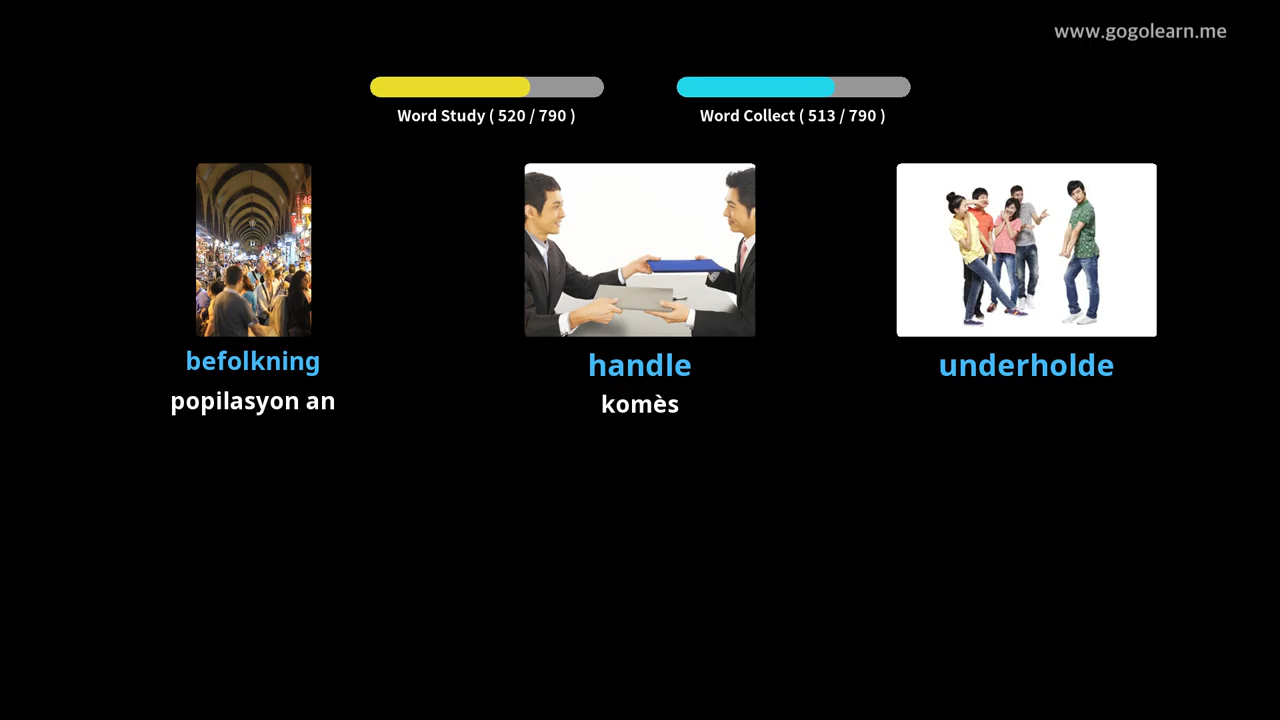 www.gogolearn.me
Word Study ( 520 / 790 )
Word Collect ( 513 / 790 )
befolkning
popilasyon an
handle
komès
underholde